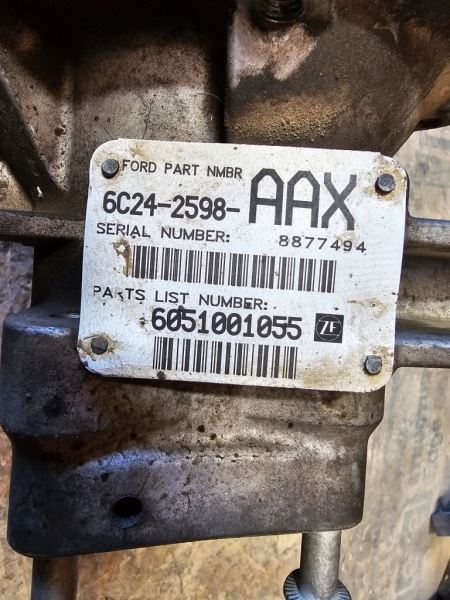 FORD PART NMBR
6C24-2598-AAX
SERIAL NUMBER: 8877494
PARTS LIST NUMBER:
6051001055 ZF